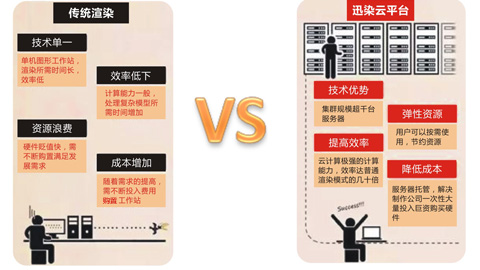 传统渲染
技术单一
单机图形工作站，
渲染所需时间长，
效率低
效率低下
计算能力一般，
处理复杂模型所
需时间增加
资源浪费
硬件贬值快，需
不断购置满足发
展需求
成本增加
随着需求的提高，
需不断投入费用
购置工作站
VS
迅染云平台
技术优势
集群规模超千台
服务器
弹性资源
用户可以按需使
用，节约资源
提高效率
云计算极强的计算
能力，效率达普通
渲染模式的几十倍
降低成本
服务器托管，解决
制作公司一次性大
量投入巨资购买硬
件
SUCCESS!!!